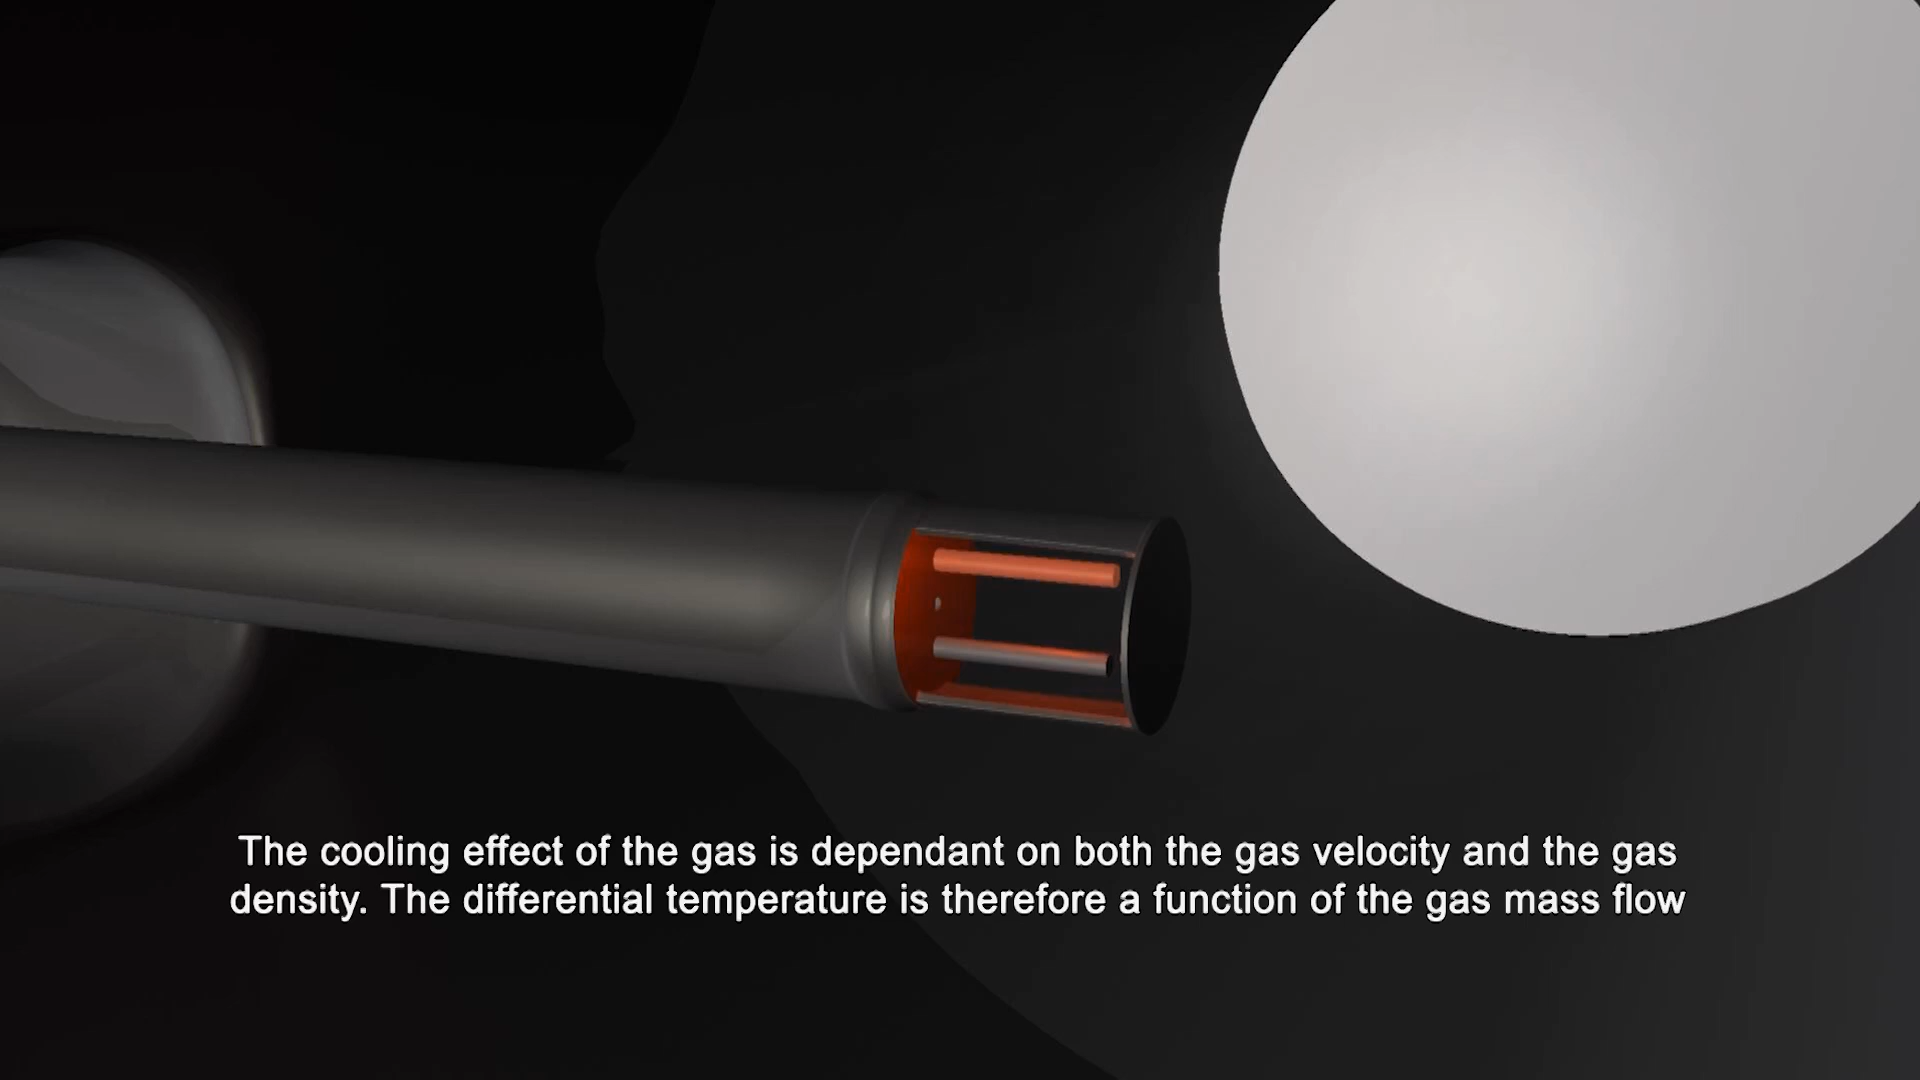 The cooling effect of the gas is dependant on both the gas velocity and the gas
density. The differential temperature is therefore a function of the gas mass flow